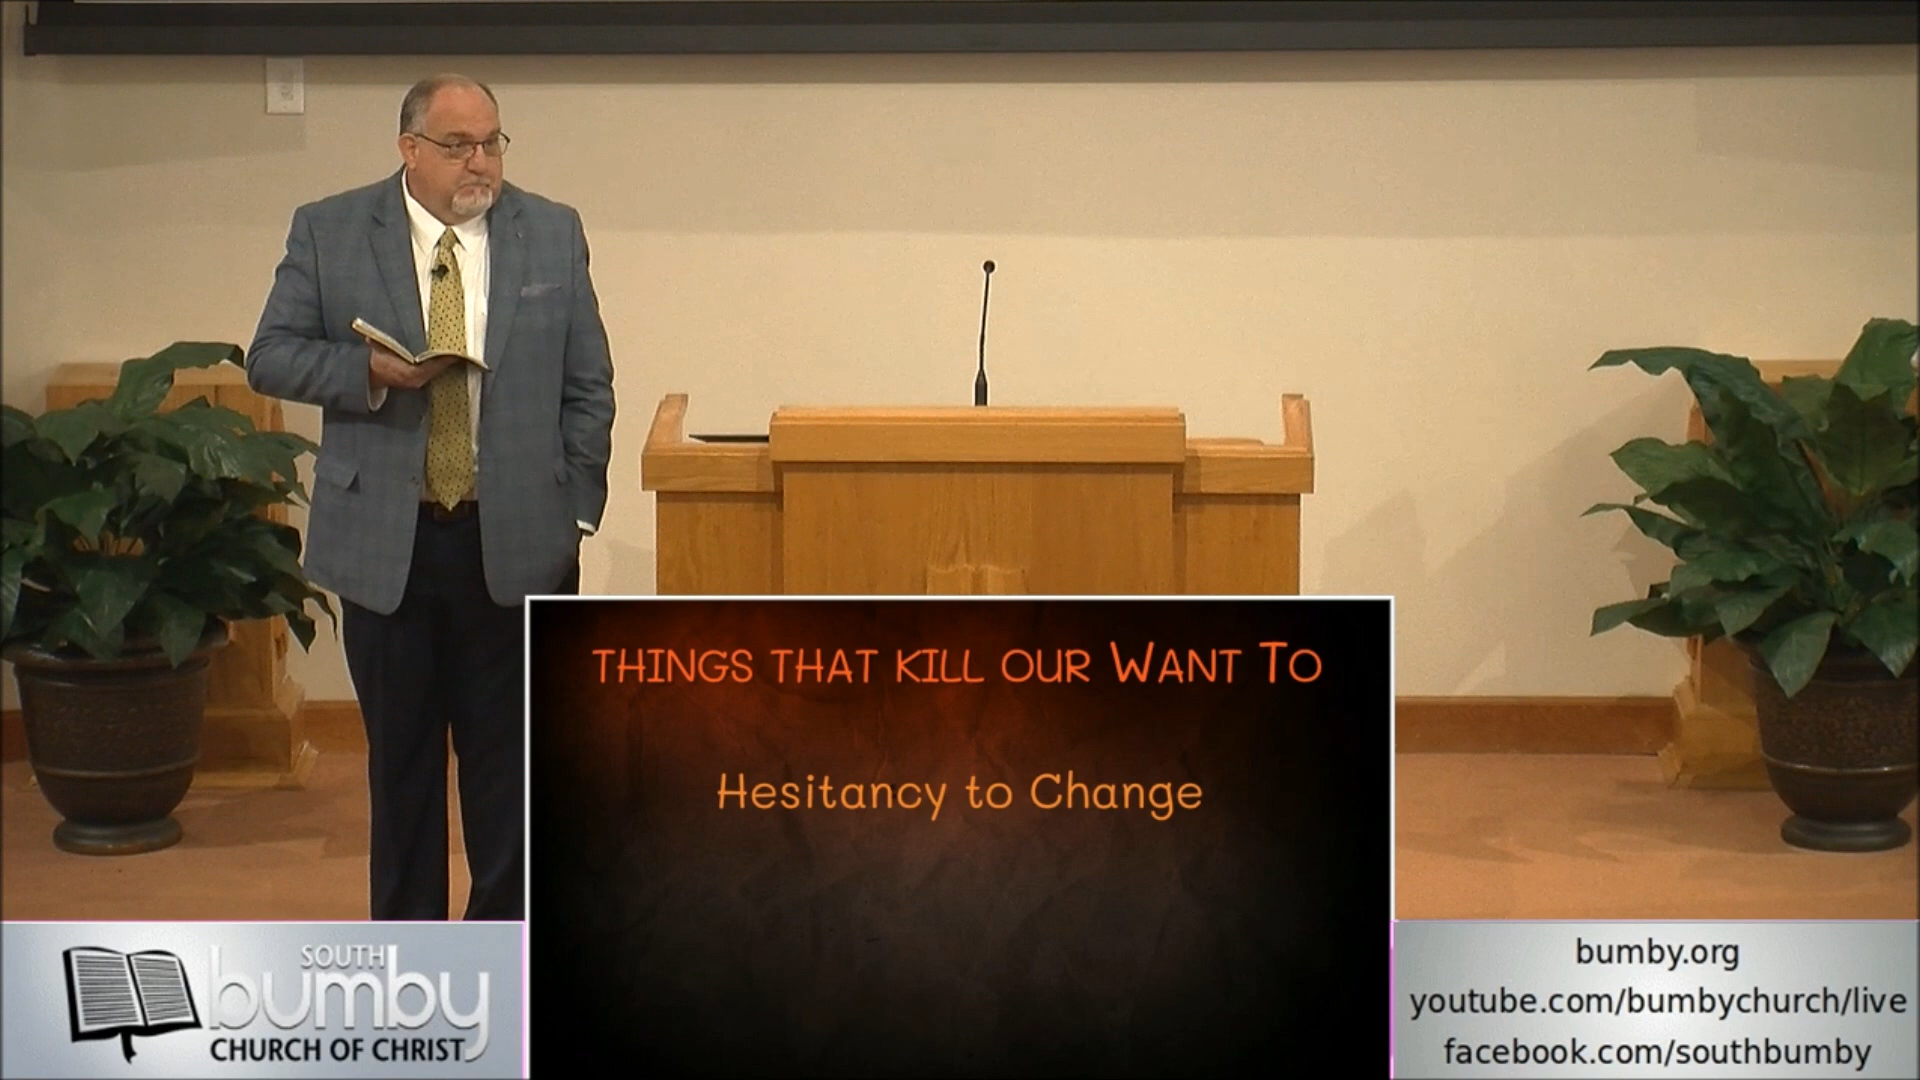 THINGS THAT KILL OUR WANT TO
Hesitancy to Change
SOUTH
bumby
CHURCH OF CHRIST
bumby.org
youtube.com/bumbychurch/live
facebook.com/southbumby